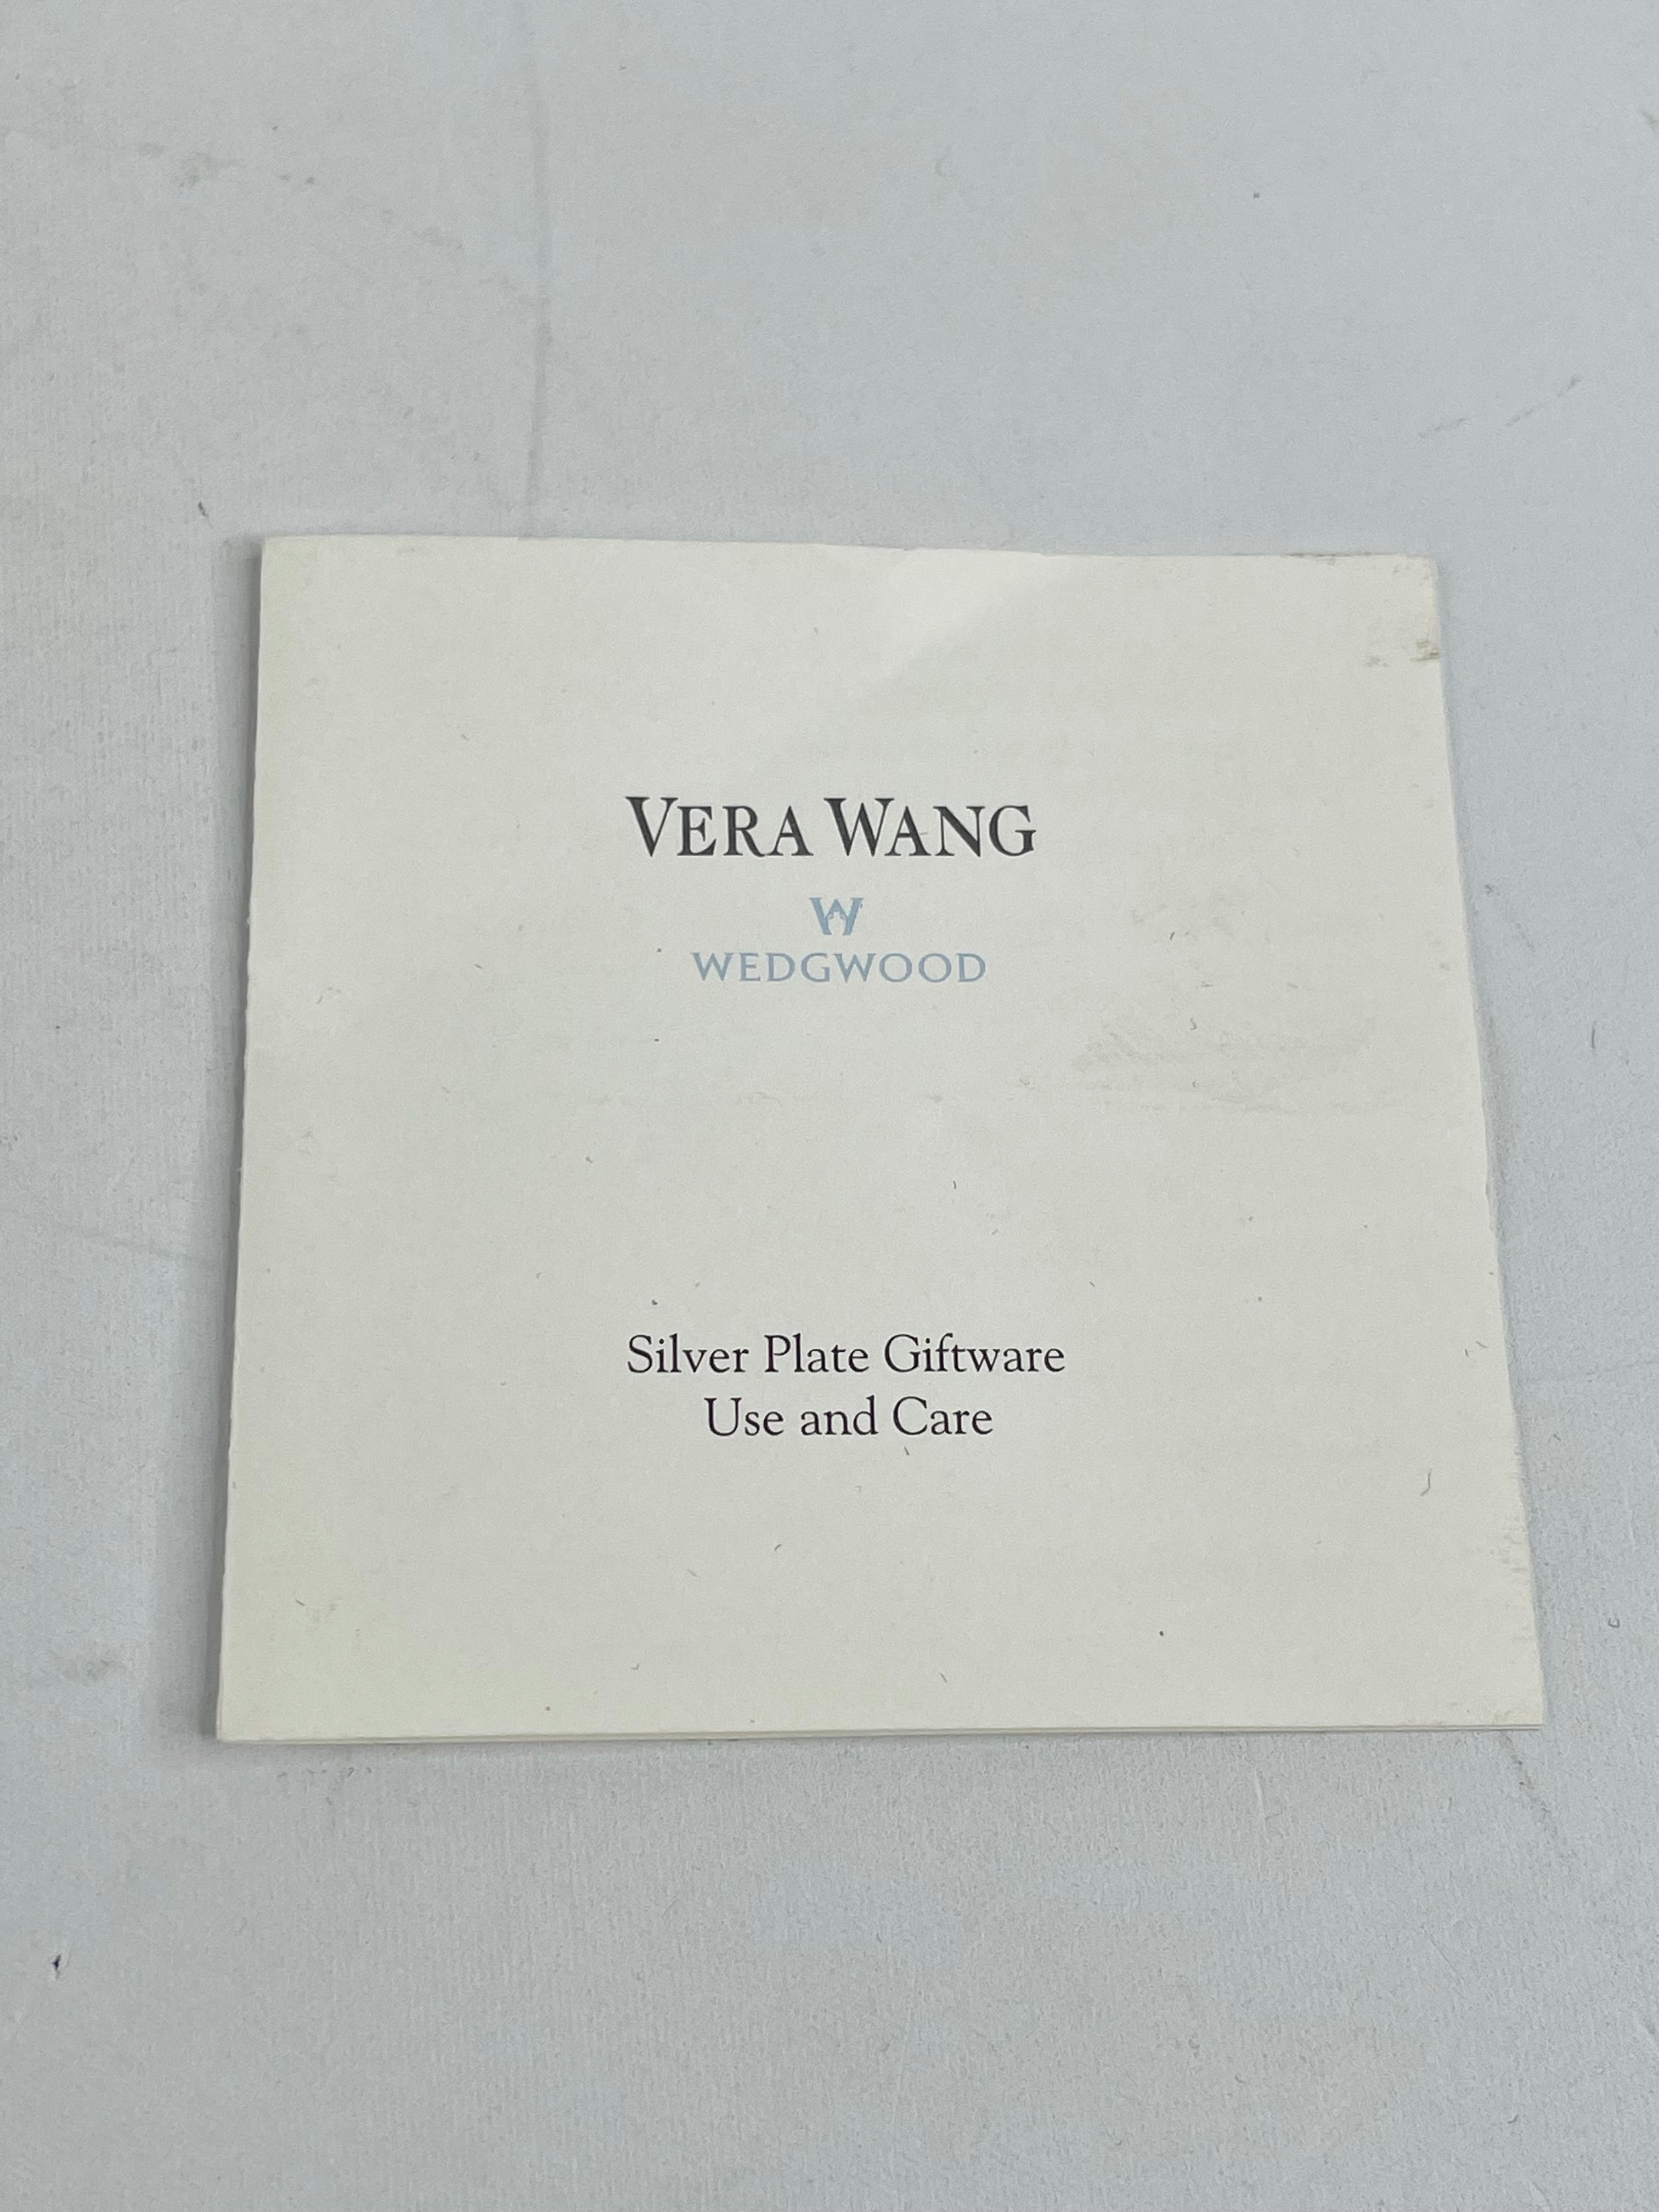 VERA WANG
W
WEDGWOOD
Silver Plate Giftware
Use and Care